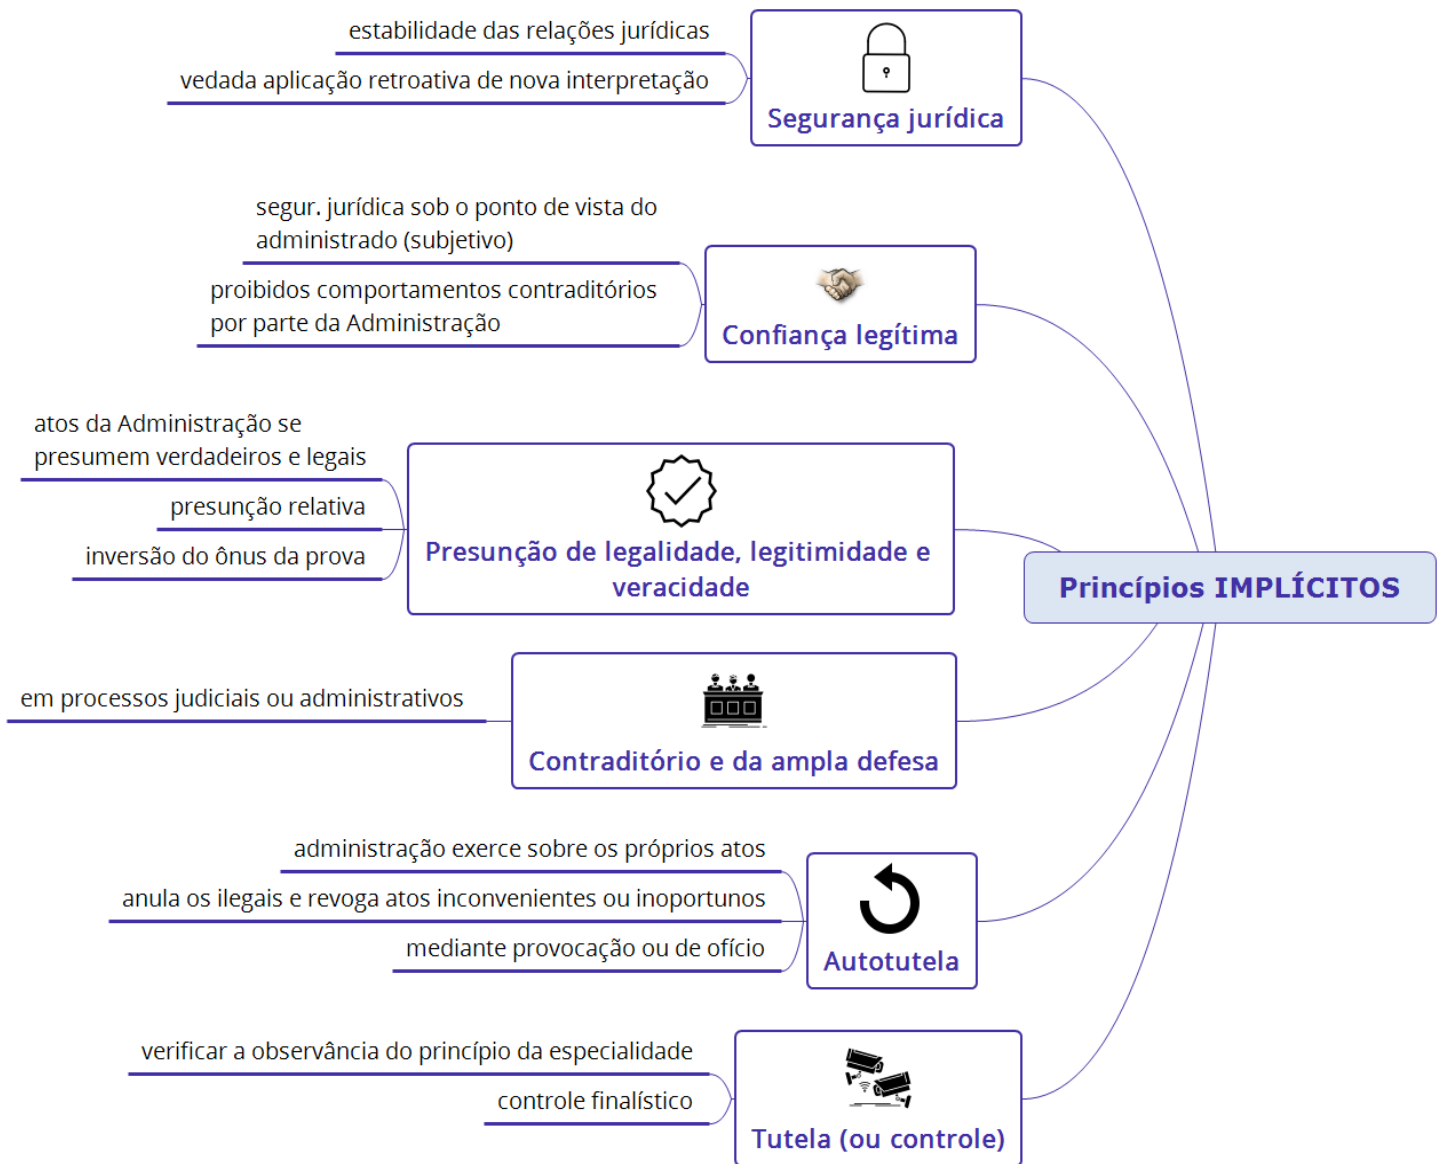 estabilidade das relações jurídicas
vedada aplicação retroativa de nova interpretação
Segurança jurídica
segur. jurídica sob o ponto de vista do
administrado (subjetivo)
proibidos comportamentos contraditórios
por parte da Administração
Confiança legítima
atos da Administração se
presumem verdadeiros e legais
presunção relativa
inversão do ônus da prova
Presunção de legalidade, legitimidade e
veracidade
Princípios IMPLÍCITOS
em processos judiciais ou administrativos
Contraditório e da ampla defesa
administração exerce sobre os próprios atos
anula os ilegais e revoga atos inconvenientes ou inoportunos
mediante provocação ou de ofício
Autotutela
verificar a observância do princípio da especialidade
controle finalístico
Tutela (ou controle)